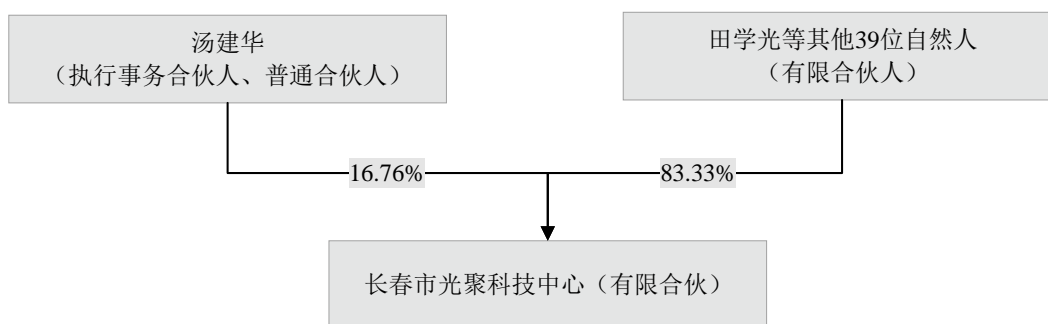 汤建华
（执行事务合伙人、普通合伙人）
田学光等其他39位自然人
（有限合伙人）
16.76%
83.33%
长春市光聚科技中心（有限合伙）